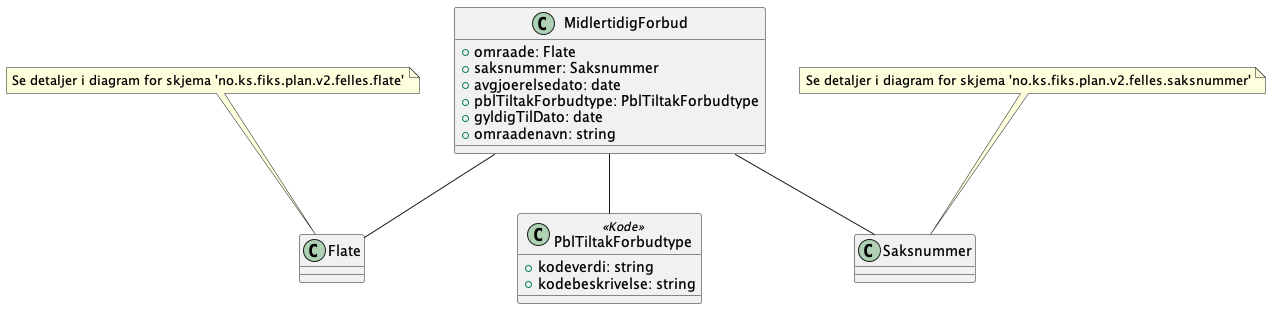 C MidlertidigForbud
omraade: Flate
saksnummer: Saksnummer
avgjoerelsedato: date
pblTiltakForbudtype: PblTiltakForbudtype
gyldigTilDato: date
omraadenavn: string
Se detaljer i diagram for skjema 'no.ks.fiks.plan.v2.felles.flate'
Se detaljer i diagram for skjema 'no.ks.fiks.plan.v2.felles.saksnummer'
C Flate
C «Kode»
PblTiltakForbudtype
kodeverdi: string
kodebeskrivelse: string
C Saksnummer